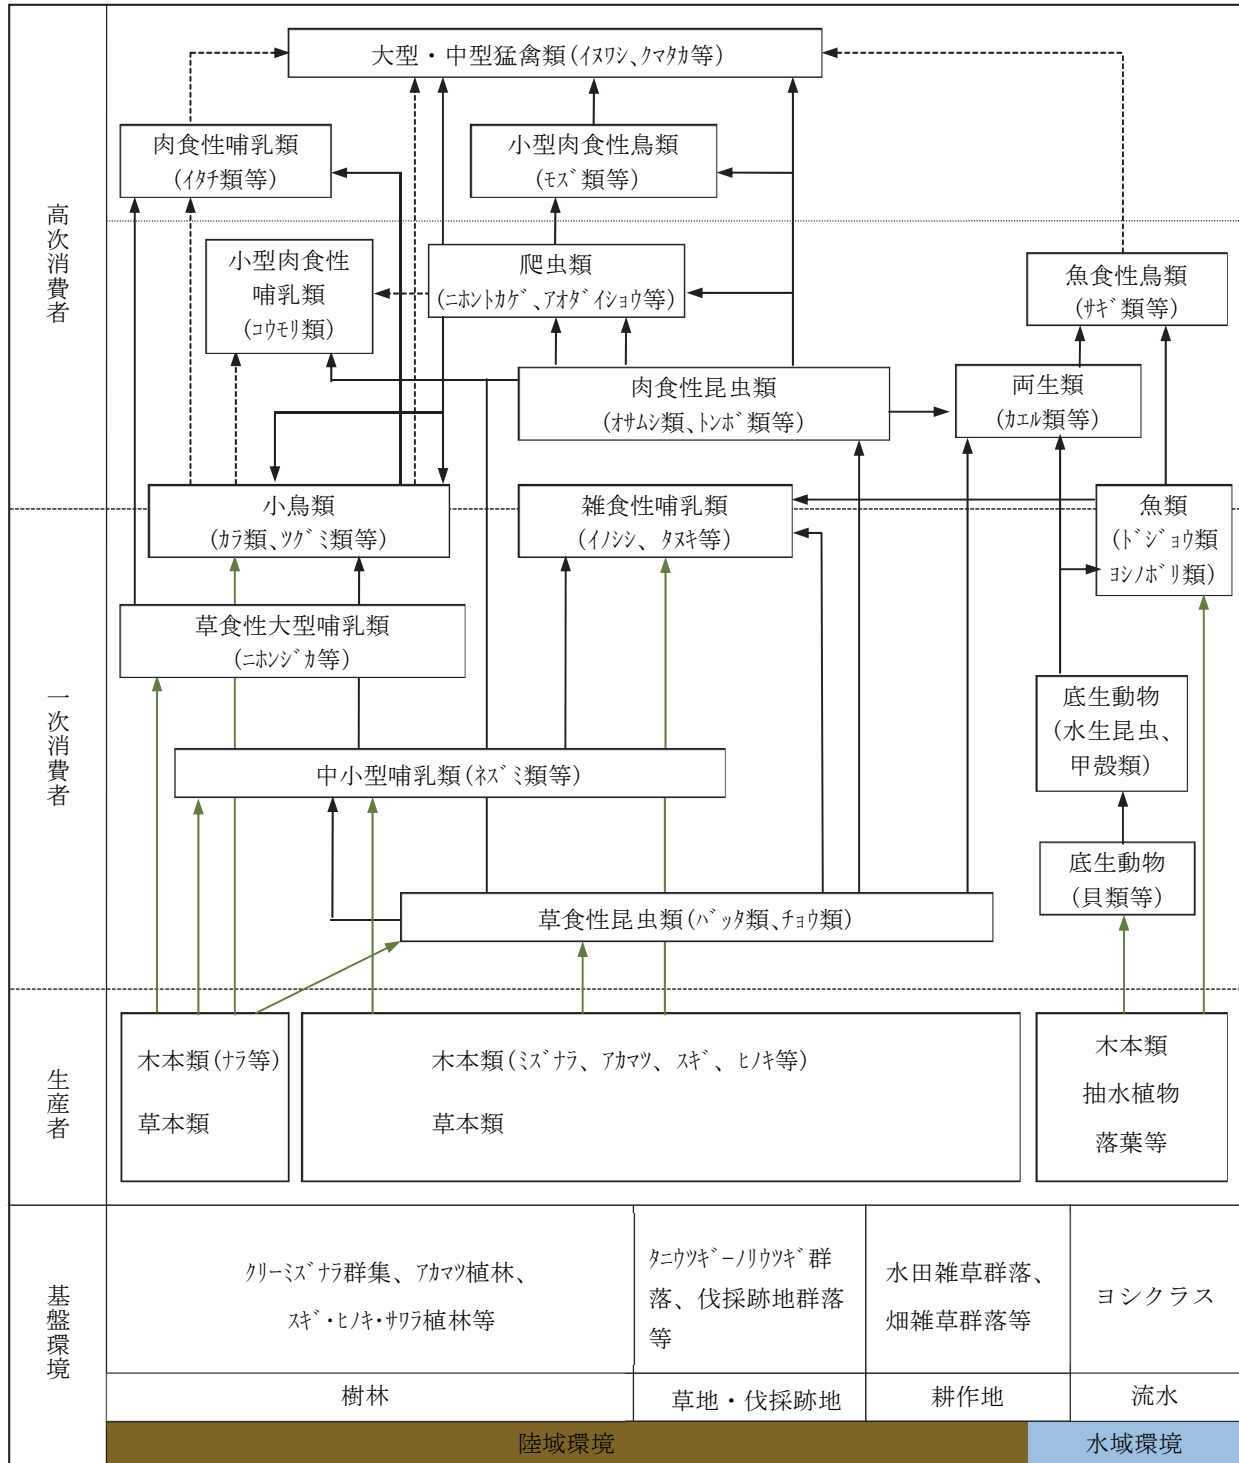 高次消費者
大型・中型猛禽類(ｲﾇﾜｼ、ｸﾏﾀｶ等)
肉食性哺乳類
(ｲﾀﾁ類等)
小型肉食性鳥類
(ﾓｽﾞ類等)
小型肉食性
哺乳類
(ｺｳﾓﾘ類)
爬虫類
(ﾆﾎﾝﾄｶｹﾞ、ｱｵﾀﾞｲｼｮｳ等)
魚食性鳥類
(ｻｷﾞ類等)
肉食性昆虫類
(ｵｻﾑｼ類、ﾄﾝﾎﾞ類等)
両生類
(ｶｴﾙ類等)
小鳥類
(ｶﾗ類、ﾂｸﾞﾐ類等)
雑食性哺乳類
(ｲﾉｼｼ、ﾀﾇｷ等)
魚類
(ﾄﾞｼﾞｮｳ類
ﾖｼﾉﾎﾞﾘ類)
一次消費者
草食性大型哺乳類
(ﾆﾎﾝｼﾞｶ等)
底生動物
(水生昆虫、
甲殻類)
中小型哺乳類(ﾈｽﾞﾐ類等)
底生動物
(貝類等)
草食性昆虫類(ﾊﾞｯﾀ類、ﾁｮｳ類)
生産者
木本類(ﾅﾗ等)
草本類
木本類(ﾐｽﾞﾅﾗ、ｱｶﾏﾂ、ｽｷﾞ、ﾋﾉｷ等)
草本類
木本類
抽水植物
落葉等
基盤環境
ｸﾘｰﾐｽﾞﾅﾗ群集、ｱｶﾏﾂ植林、
ｽｷﾞ・ﾋﾉｷ・ｻﾜﾗ植林等
ﾀﾆｳﾂｷﾞｰﾉﾘｳﾂｷﾞ群
落、伐採跡地群落
等
水田雑草群落、
畑雑草群落等
ヨシクラス
樹林
草地・伐採跡地
耕作地
流水
陸域環境
水域環境